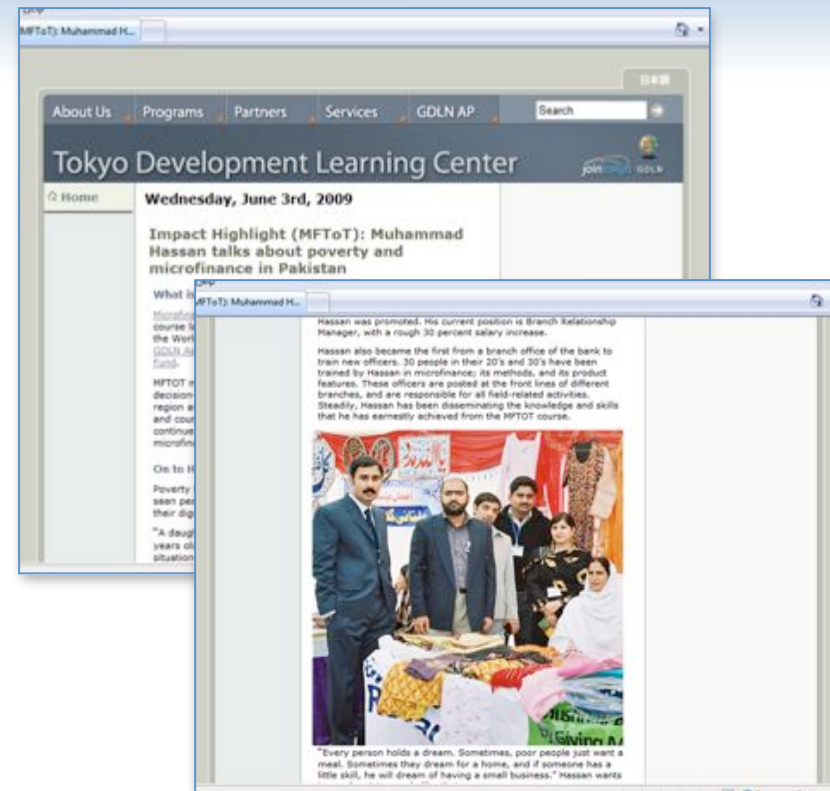 MFToT): Muhammad H...
日本語
About Us
Programs
Partners
Services
GDLN AP
Search
Tokyo Development Learning Center
join
GDLN
Home
Wednesday, June 3rd, 2009
Impact Highlight (MFToT): Muhammad
Hassan talks about poverty and
microfinance in Pakistan
What is
course
the Worl
fund.
MFTOT
decision-
region a
and cour
continue
microfin
On to H
Poverty
seen pe
their dig
"A daug
years ol
situation
MFToT): Muhammad H...
Hassan was promoted. His current position is Branch Relationship
Manager, with a rough 30 percent salary increase.
Hassan also became the first from a branch office of the bank to
train new officers. 30 people in their 20's and 30's have been
trained by Hassan in microfinance; its methods, and its product
features. These officers are posted at the front lines of different
branches, and are responsible for all field-related activities.
Steadily, Hassan has been disseminating the knowledge and skills
that he has earnestly achieved from the MFTOT course.
Giving
"Every person holds a dream. Sometimes, poor people just want a
meal. Sometimes they dream for a home, and if someone has a
little skill, he will dream of having a small business." Hassan wants